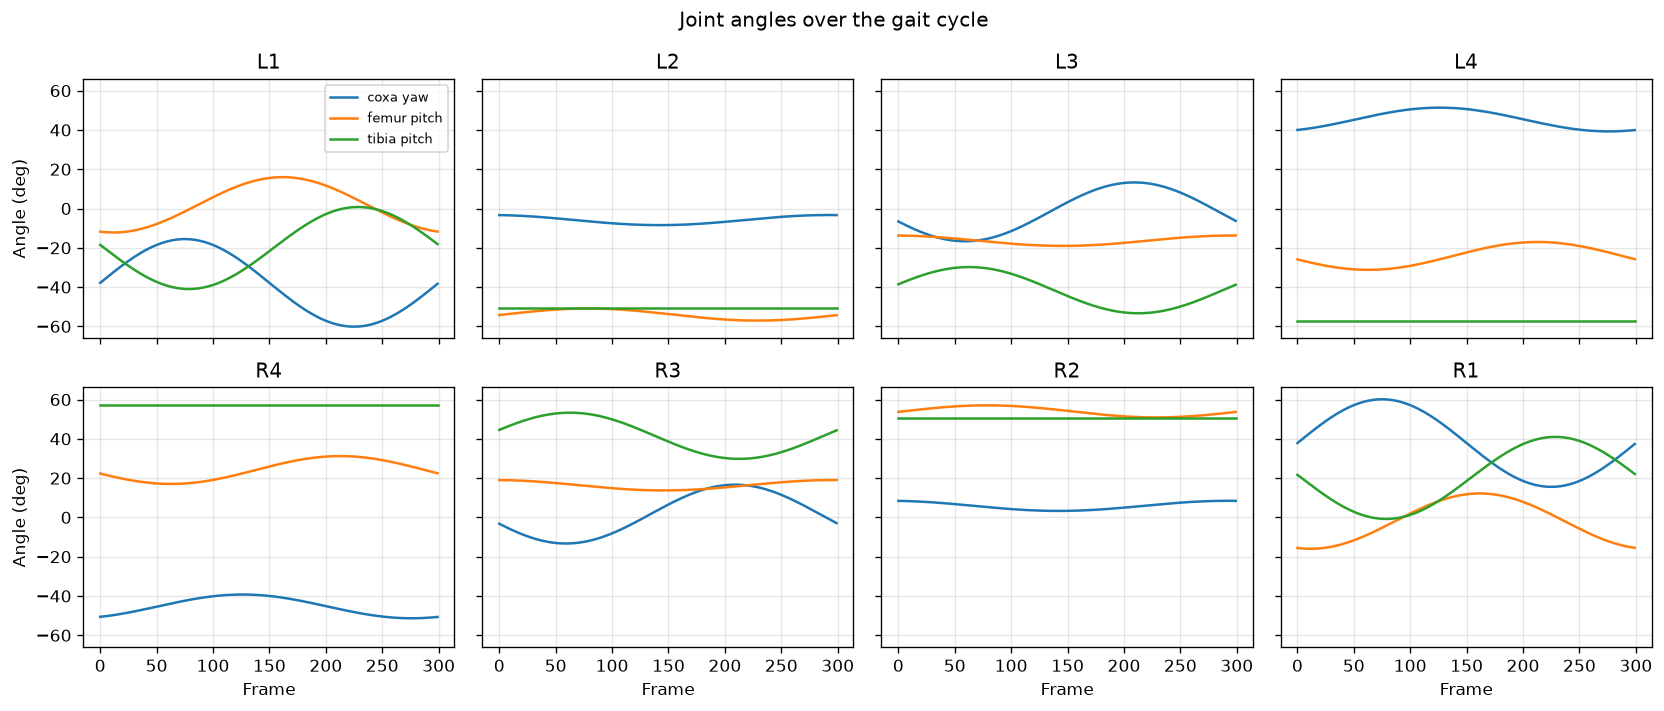 Joint angles over the gait cycle
L1
L2
L3
L4
Angle (deg)
60
40
20
0
−20
−40
−60
coxa yaw
femur pitch
tibia pitch
R4
R3
R2
R1
Angle (deg)
60
40
20
0
−20
−40
−60
0 50 100 150 200 250 300
0 50 100 150 200 250 300
0 50 100 150 200 250 300
0 50 100 150 200 250 300
Frame
Frame
Frame
Frame